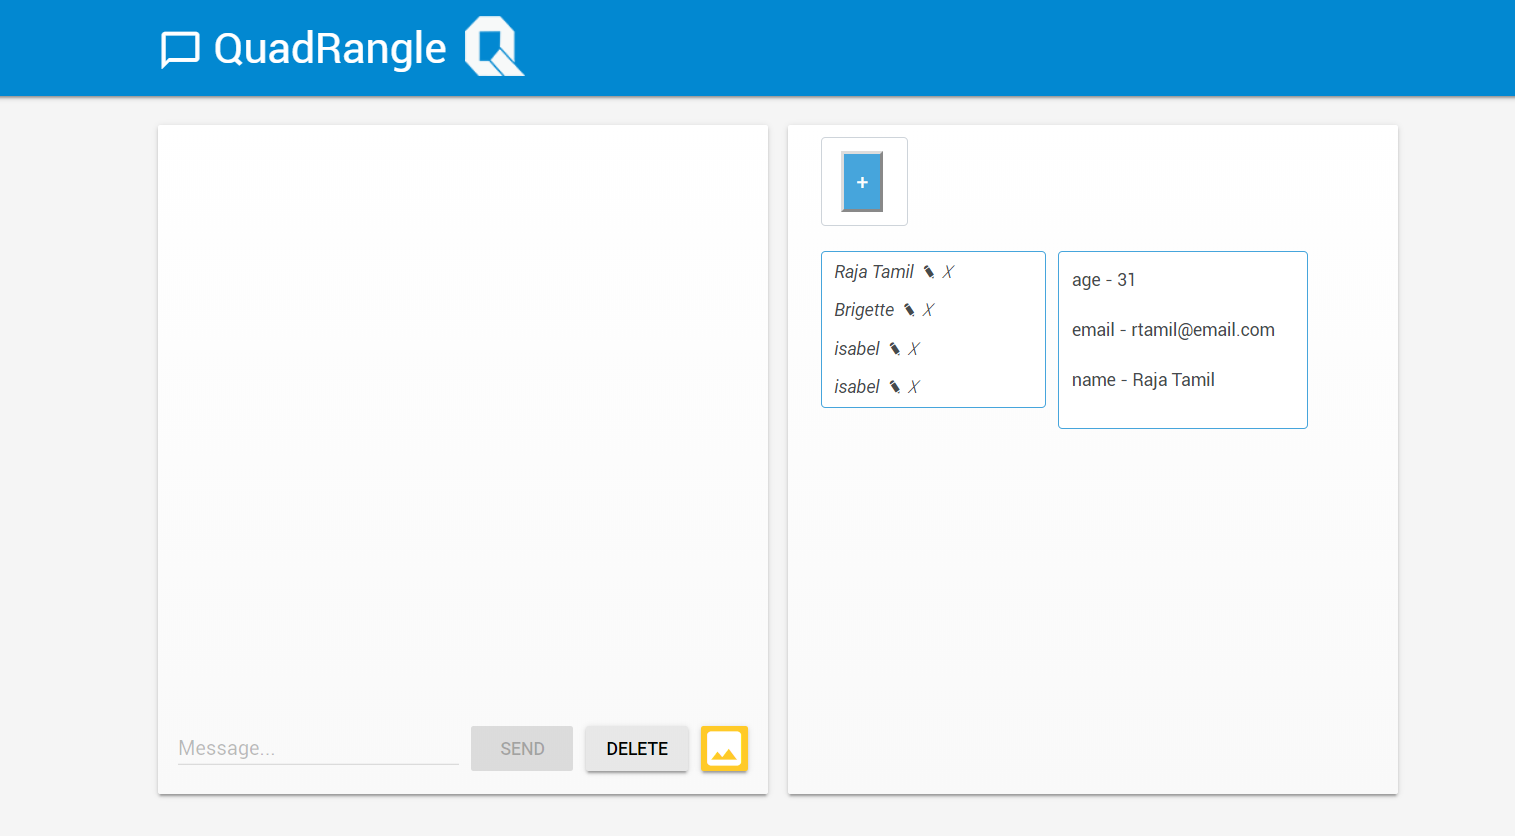 QuadRangle
+
Raja Tamil X
Brigette X
isabel X
isabel X
age - 31
email - rtamil@email.com
name - Raja Tamil
Message...
SEND
DELETE